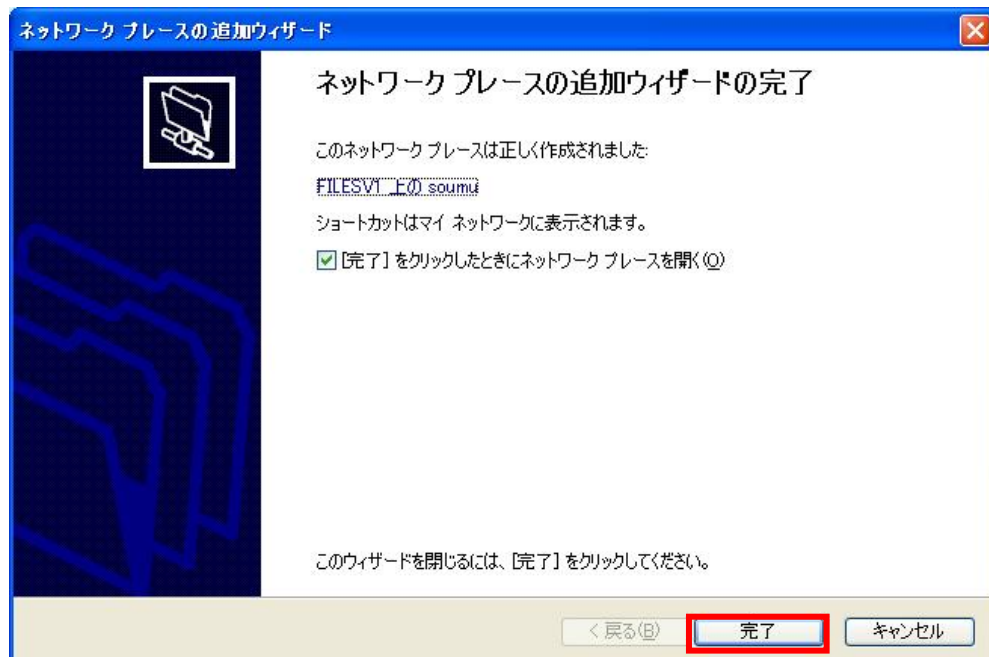 ネットワーク プレースの追加ウィザード
ネットワーク プレースの追加ウィザードの完了
このネットワーク プレースは正しく作成されました:
FILESV1 上の soumu
ショートカットはマイ ネットワークに表示されます。
[完了] をクリックしたときにネットワーク プレースを開く(O)
このウィザードを閉じるには、[完了] をクリックしてください。
< 戻る(B) 完了 キャンセル